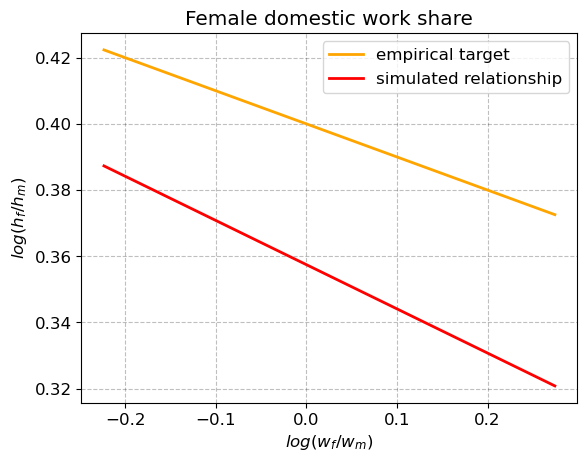 Female domestic work share
empirical target
simulated relationship
0.42
0.40
0.38
0.36
0.34
0.32
log(h_f/h_m)
−0.2 −0.1 0.0 0.1 0.2
log(w_f/w_m)